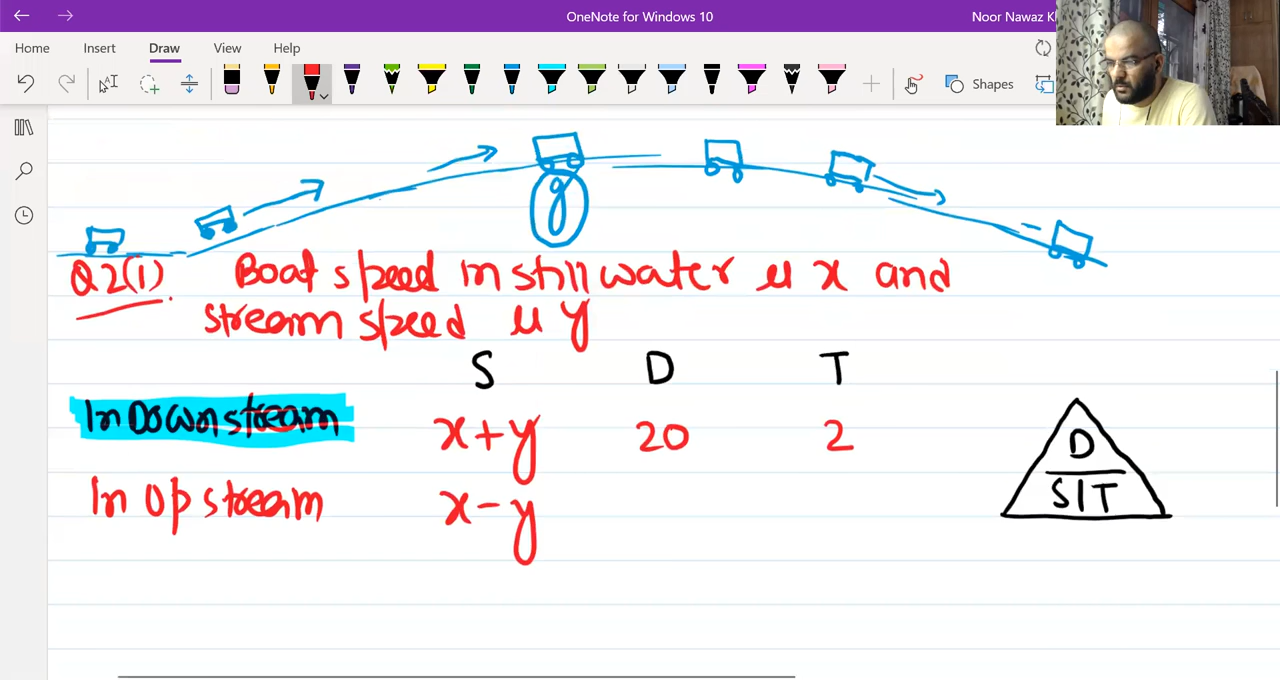 OneNote for Windows 10
Noor Nawaz K
Home Insert Draw View Help
Shapes
y
Q2(1). Boat speed in still water is x and
stream speed is y
S D T
In Downstream x+y 20 2
In Upstream x-y
D
S|T